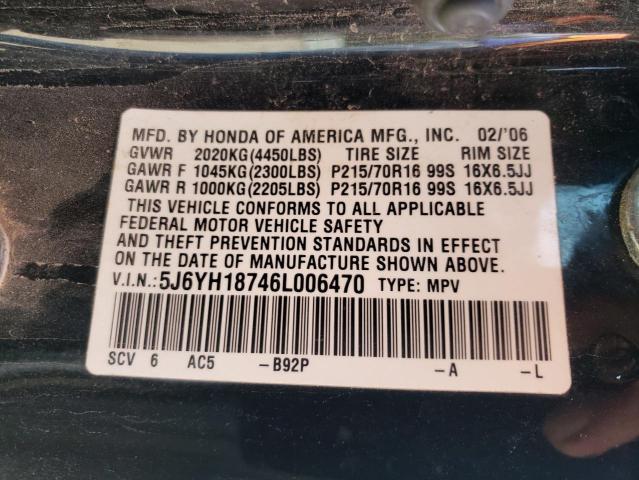 MFD. BY HONDA OF AMERICA MFG., INC. 02/'06
GVWR 2020KG(4450LBS) TIRE SIZE RIM SIZE
GAWR F 1045KG(2300LBS) P215/70R16 99S 16X6.5JJ
GAWR R 1000KG(2205LBS) P215/70R16 99S 16X6.5JJ
THIS VEHICLE CONFORMS TO ALL APPLICABLE
FEDERAL MOTOR VEHICLE SAFETY
AND THEFT PREVENTION STANDARDS IN EFFECT
ON THE DATE OF MANUFACTURE SHOWN ABOVE.
V.I.N.: 5J6YH18746L006470 TYPE: MPV
SCV 6 AC5 -B92P -A -L